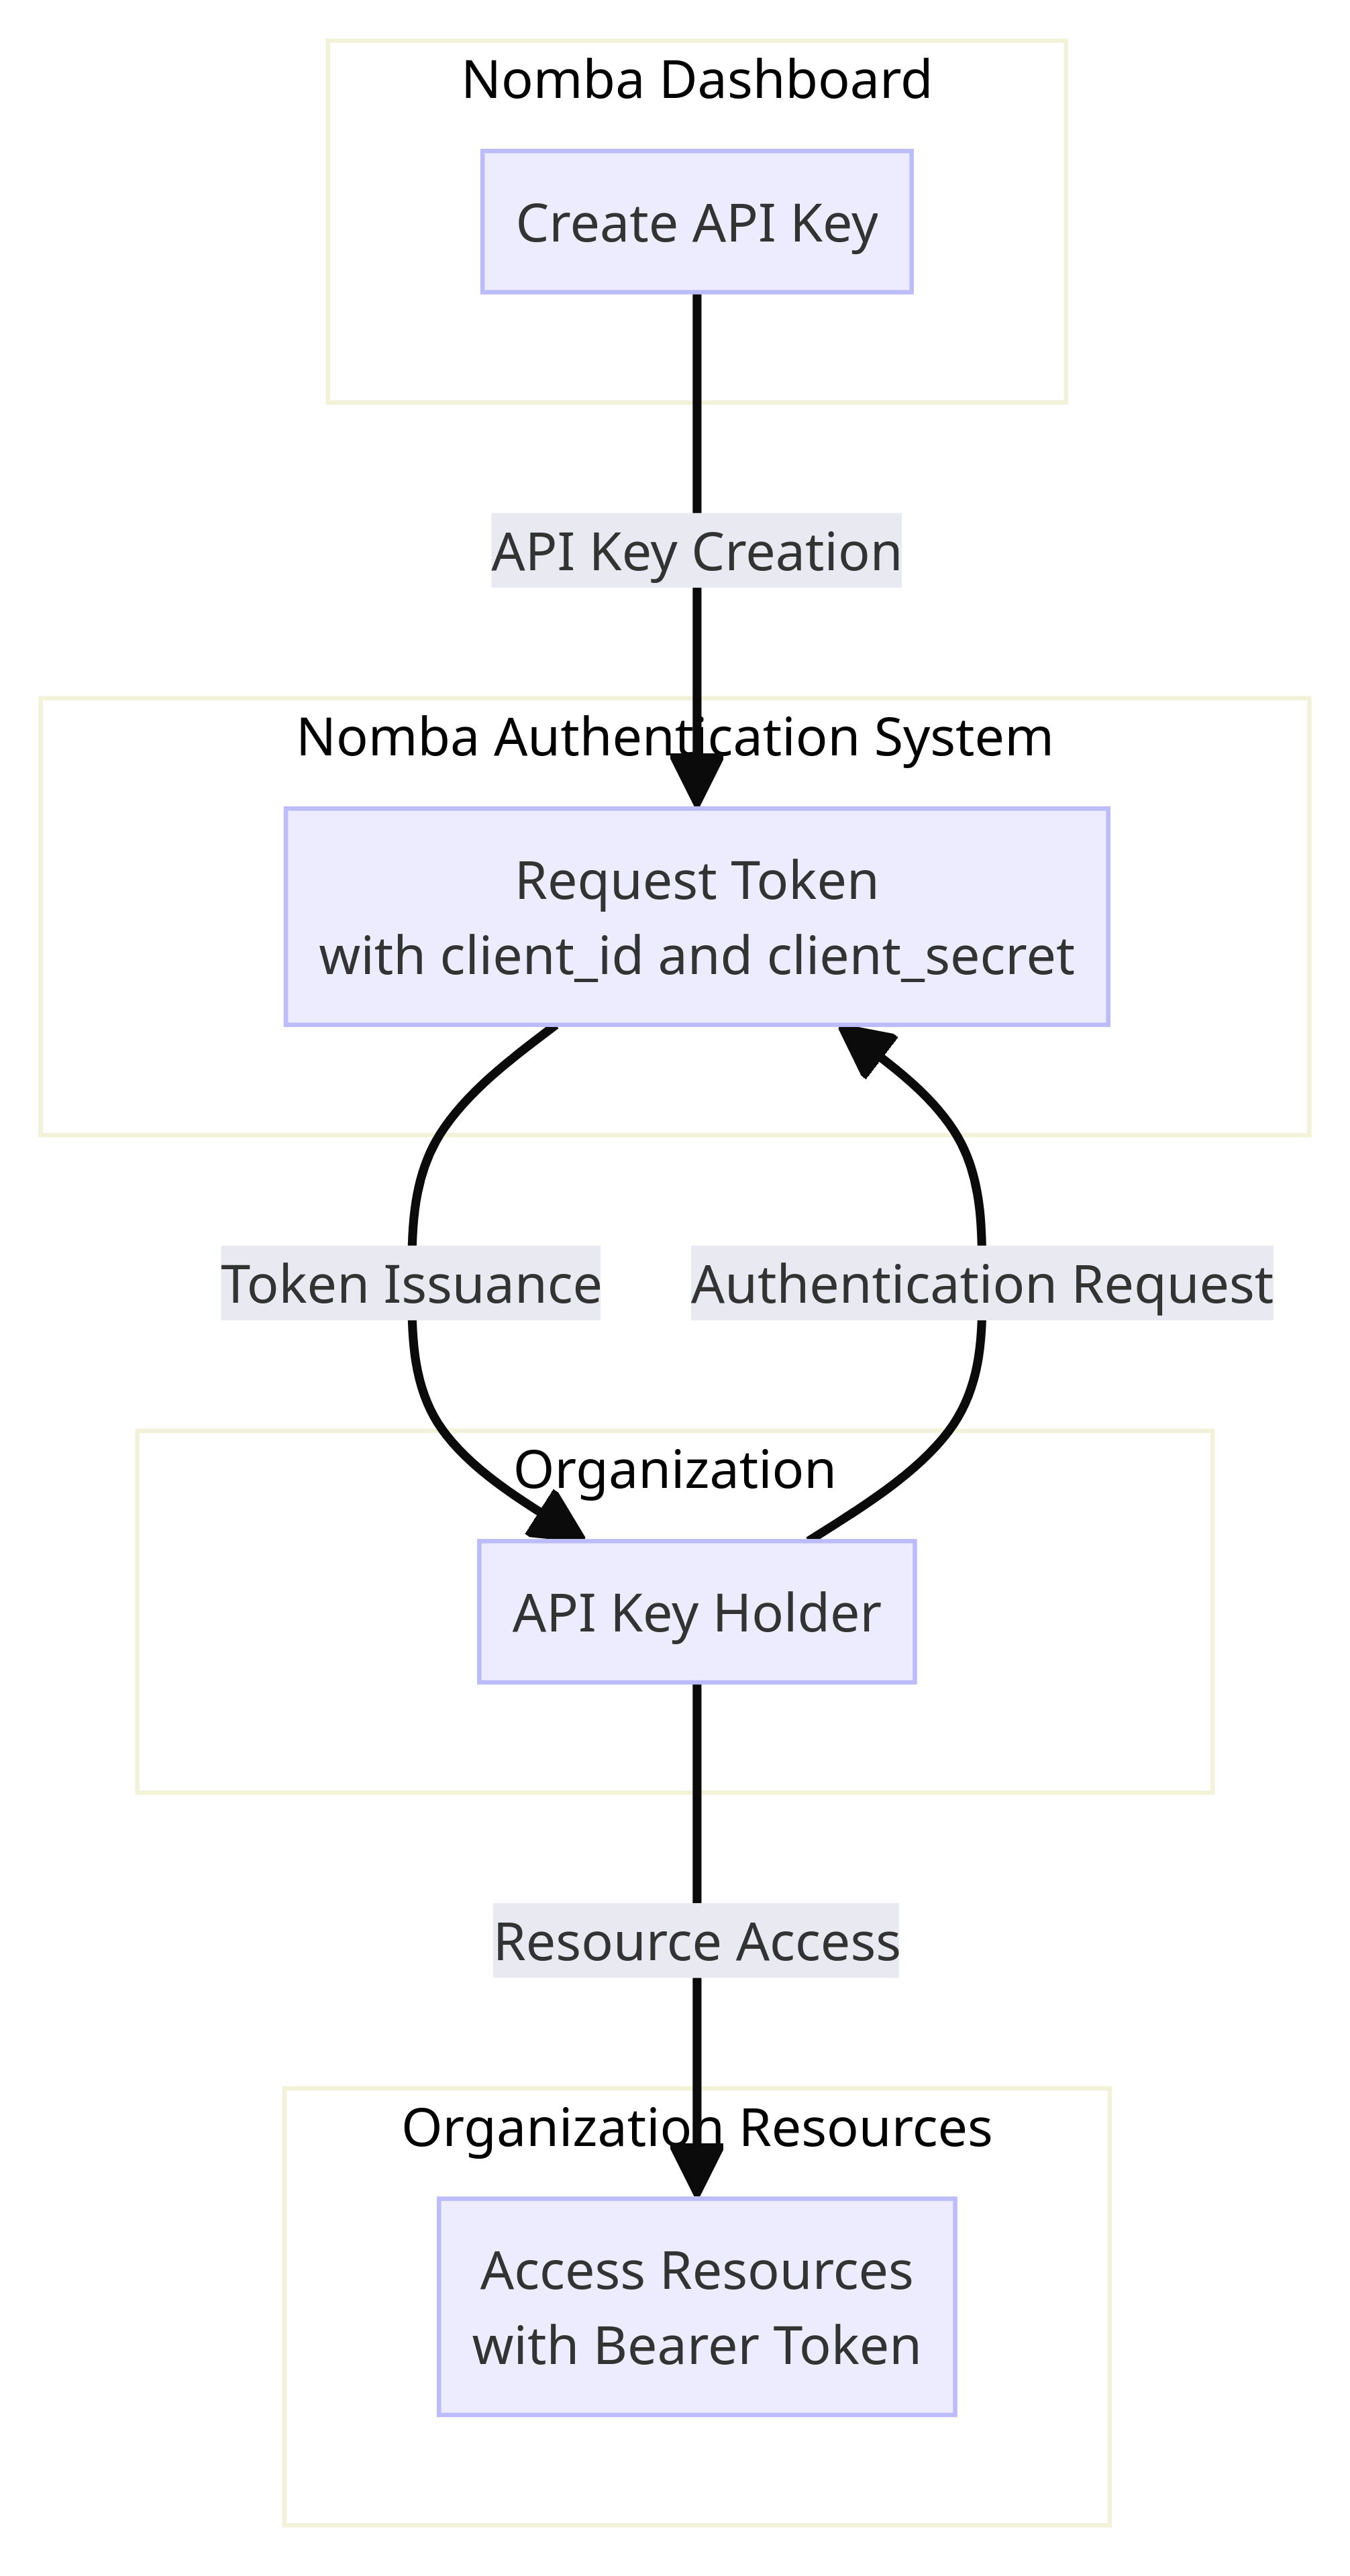 Nomba Dashboard
Create API Key
API Key Creation
Nomba Authentication System
Request Token
with client_id and client_secret
Token Issuance
Authentication Request
Organization
API Key Holder
Resource Access
Organization Resources
Access Resources
with Bearer Token